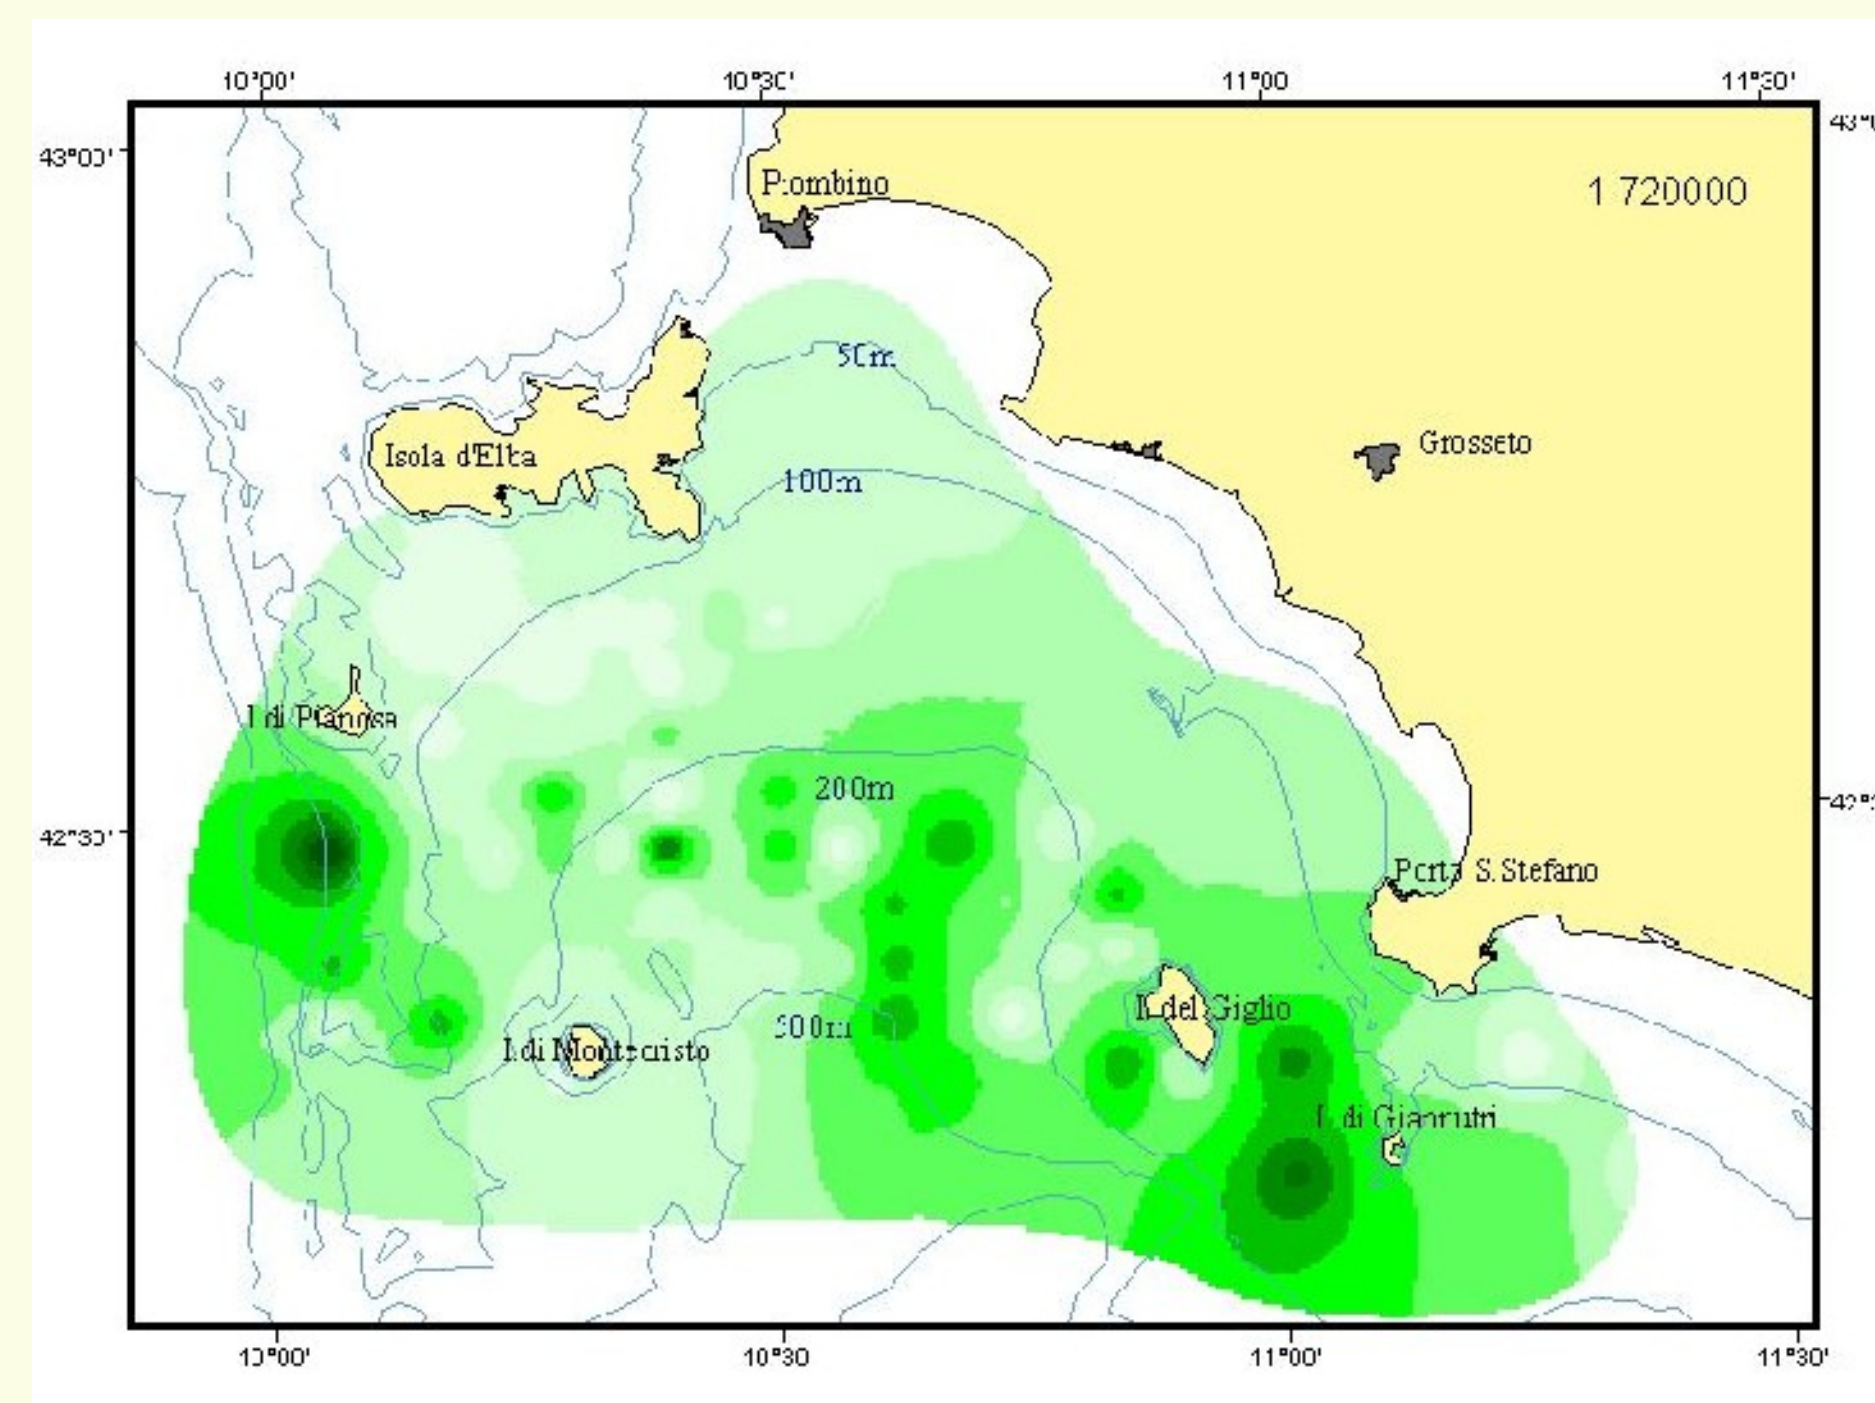 10°00' 10°30' 11°00' 11°30'
43°00'
Piombino
1 720000
50m
Grosseto
Isola d'Elba
100m
I di Pianosa
200m
42°30'
Porto S. Stefano
I. del Giglio
500m
I. di Montecristo
I. di Giannutri
10°00' 10°30 11°00' 11°30'